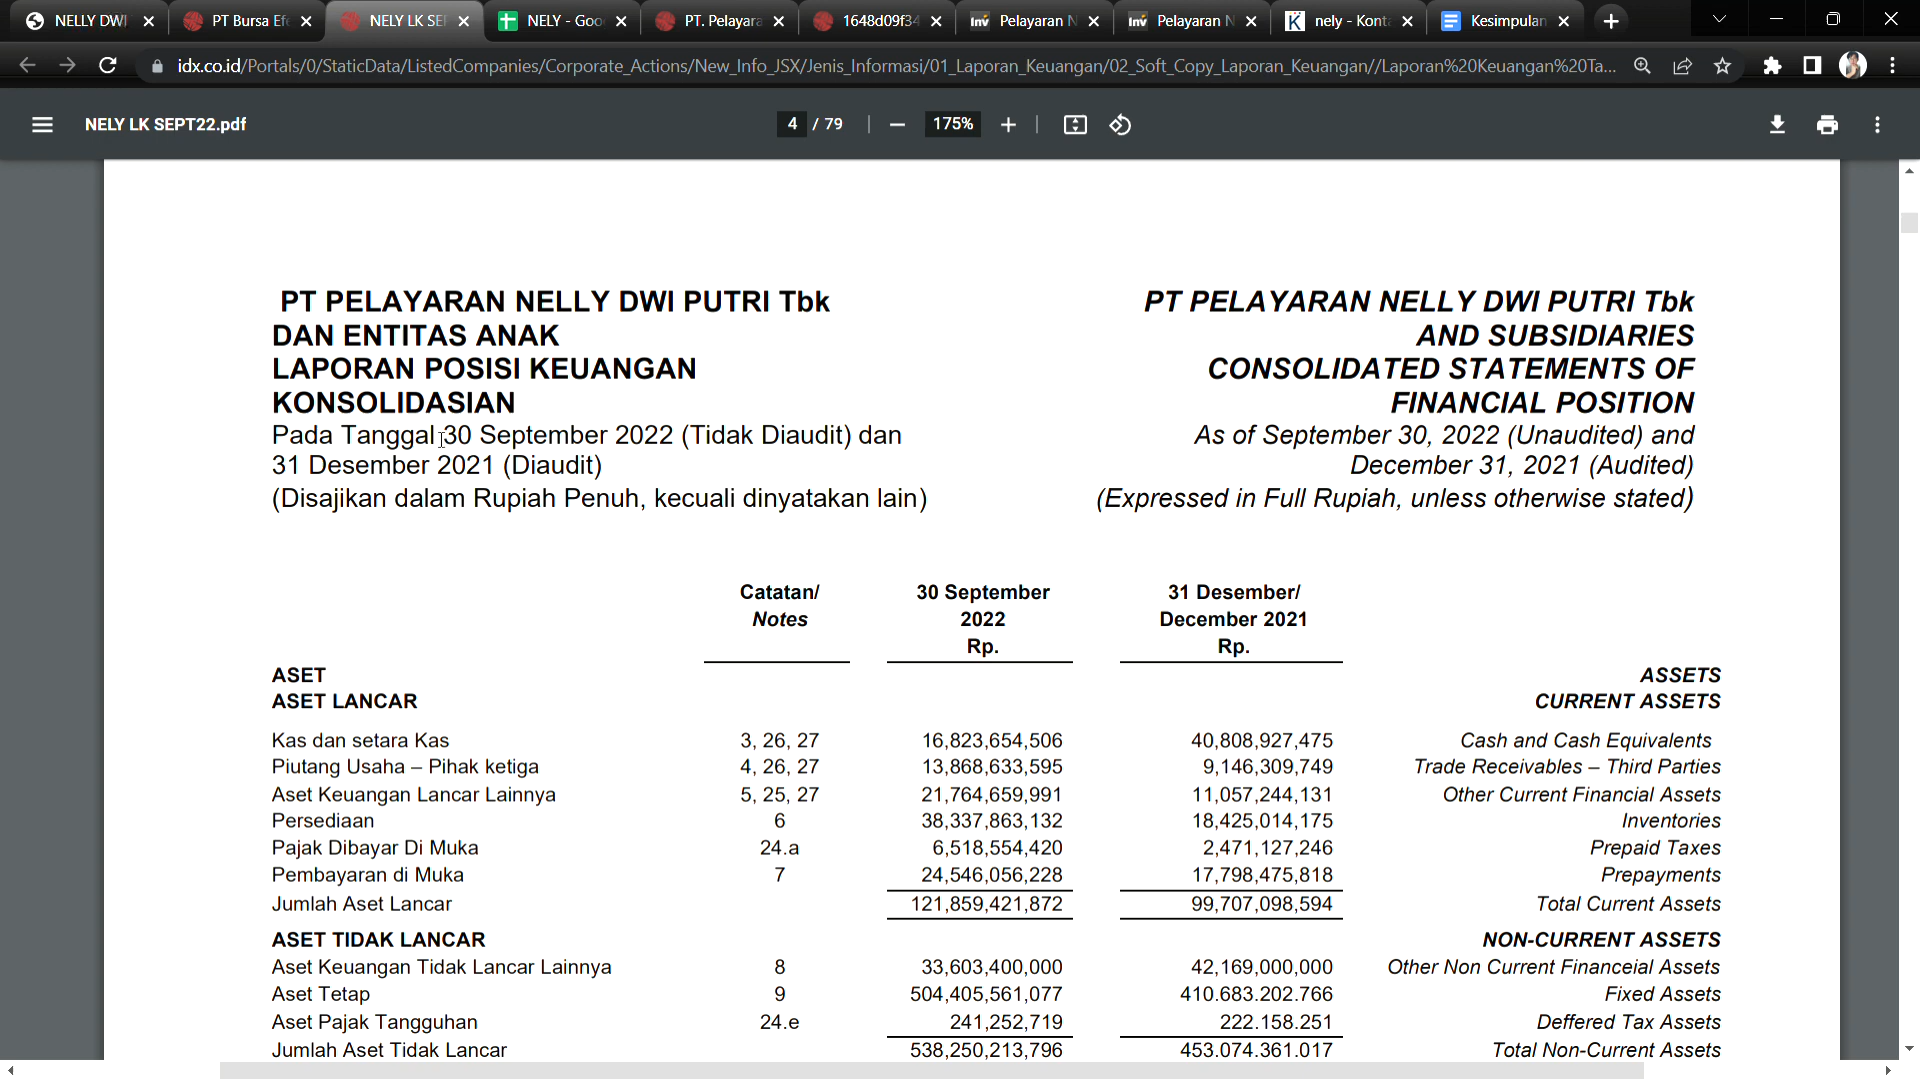 NELLY DWI
PT Bursa Efe
NELY LK SEP
NELY - Goo
PT. Pelayara
1648d09f34
Pelayaran N
Pelayaran N
nely - Konta
Kesimpulan
idx.co.id/Portals/0/StaticData/ListedCompanies/Corporate_Actions/New_Info_JSX/Jenis_Informasi/01_Laporan_Keuangan/02_Soft_Copy_Laporan_Keuangan//Laporan%20Keuangan%20Ta...
NELY LK SEPT22.pdf
4 / 79
175%
PT PELAYARAN NELLY DWI PUTRI Tbk
DAN ENTITAS ANAK
LAPORAN POSISI KEUANGAN
KONSOLIDASIAN
Pada Tanggal 30 September 2022 (Tidak Diaudit) dan
31 Desember 2021 (Diaudit)
(Disajikan dalam Rupiah Penuh, kecuali dinyatakan lain)
PT PELAYARAN NELLY DWI PUTRI Tbk
AND SUBSIDIARIES
CONSOLIDATED STATEMENTS OF
FINANCIAL POSITION
As of September 30, 2022 (Unaudited) and
December 31, 2021 (Audited)
(Expressed in Full Rupiah, unless otherwise stated)
Catatan/ 30 September 31 Desember/
Notes 2022 December 2021
Rp. Rp.
ASET ASSETS
ASET LANCAR CURRENT ASSETS
Kas dan setara Kas 3, 26, 27 16,823,654,506 40,808,927,475 Cash and Cash Equivalents
Piutang Usaha – Pihak ketiga 4, 26, 27 13,868,633,595 9,146,309,749 Trade Receivables – Third Parties
Aset Keuangan Lancar Lainnya 5, 25, 27 21,764,659,991 11,057,244,131 Other Current Financial Assets
Persediaan 6 38,337,863,132 18,425,014,175 Inventories
Pajak Dibayar Di Muka 24.a 6,518,554,420 2,471,127,246 Prepaid Taxes
Pembayaran di Muka 7 24,546,056,228 17,798,475,818 Prepayments
Jumlah Aset Lancar 121,859,421,872 99,707,098,594 Total Current Assets
ASET TIDAK LANCAR NON-CURRENT ASSETS
Aset Keuangan Tidak Lancar Lainnya 8 33,603,400,000 42,169,000,000 Other Non Current Financeial Assets
Aset Tetap 9 504,405,561,077 410.683.202.766 Fixed Assets
Aset Pajak Tangguhan 24.e 241,252,719 222.158.251 Deffered Tax Assets
Jumlah Aset Tidak Lancar 538,250,213,796 453.074.361.017 Total Non-Current Assets